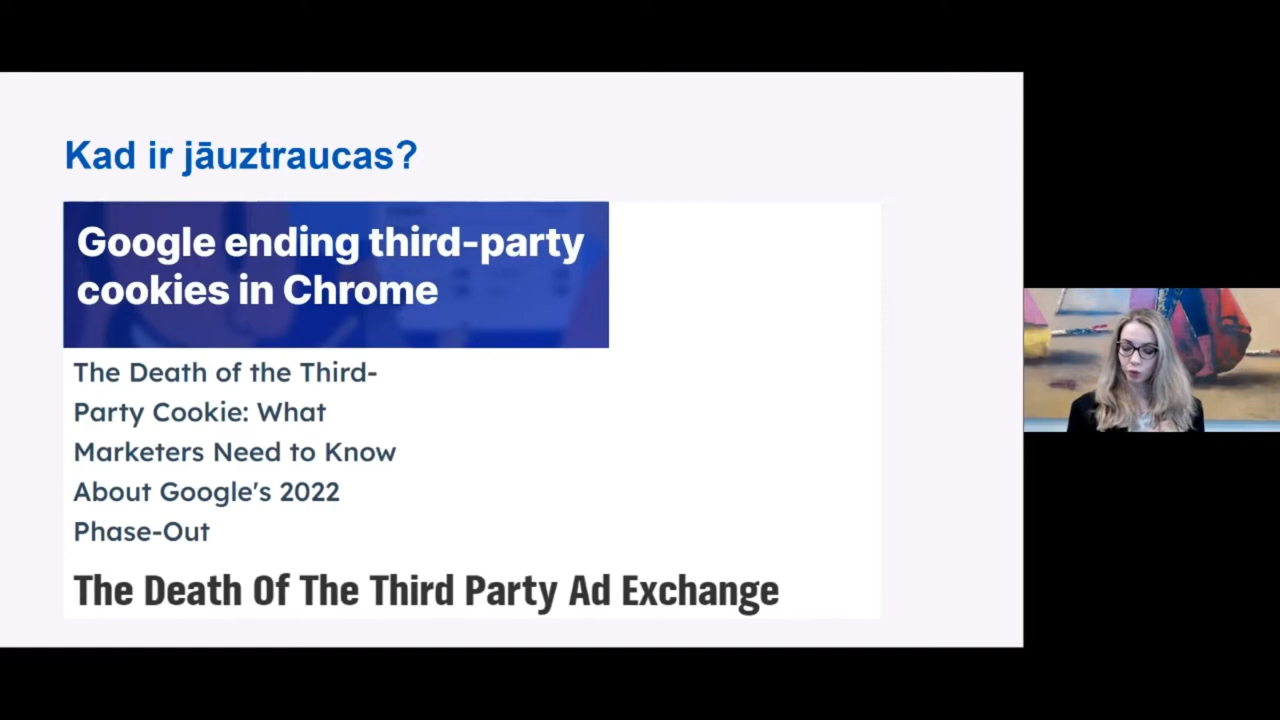 Kad ir jāuztraucas?
Google ending third-party
cookies in Chrome
The Death of the Third-
Party Cookie: What
Marketers Need to Know
About Google's 2022
Phase-Out
The Death Of The Third Party Ad Exchange